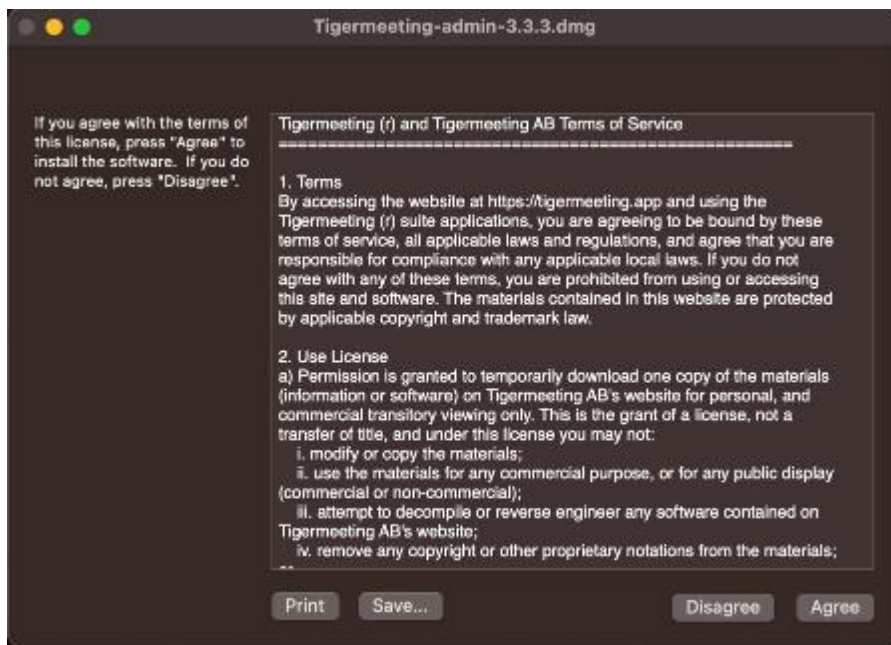 Tigermeeting-admin-3.3.3.dmg
If you agree with the terms of
this license, press "Agree" to
install the software. If you do
not agree, press "Disagree".
Tigermeeting (r) and Tigermeeting AB Terms of Service
=====================================================
1. Terms
By accessing the website at https://tigermeeting.app and using the
Tigermeeting (r) suite applications, you are agreeing to be bound by these
terms of service, all applicable laws and regulations, and agree that you are
responsible for compliance with any applicable local laws. If you do not
agree with any of these terms, you are prohibited from using or accessing
this site and software. The materials contained in this website are protected
by applicable copyright and trademark law.
2. Use License
a) Permission is granted to temporarily download one copy of the materials
(information or software) on Tigermeeting AB's website for personal, and
commercial transitory viewing only. This is the grant of a license, not a
transfer of title, and under this license you may not:
i. modify or copy the materials;
ii. use the materials for any commercial purpose, or for any public display
(commercial or non-commercial);
iii. attempt to decompile or reverse engineer any software contained on
Tigermeeting AB's website;
iv. remove any copyright or other proprietary notations from the materials;
Print
Save...
Disagree
Agree